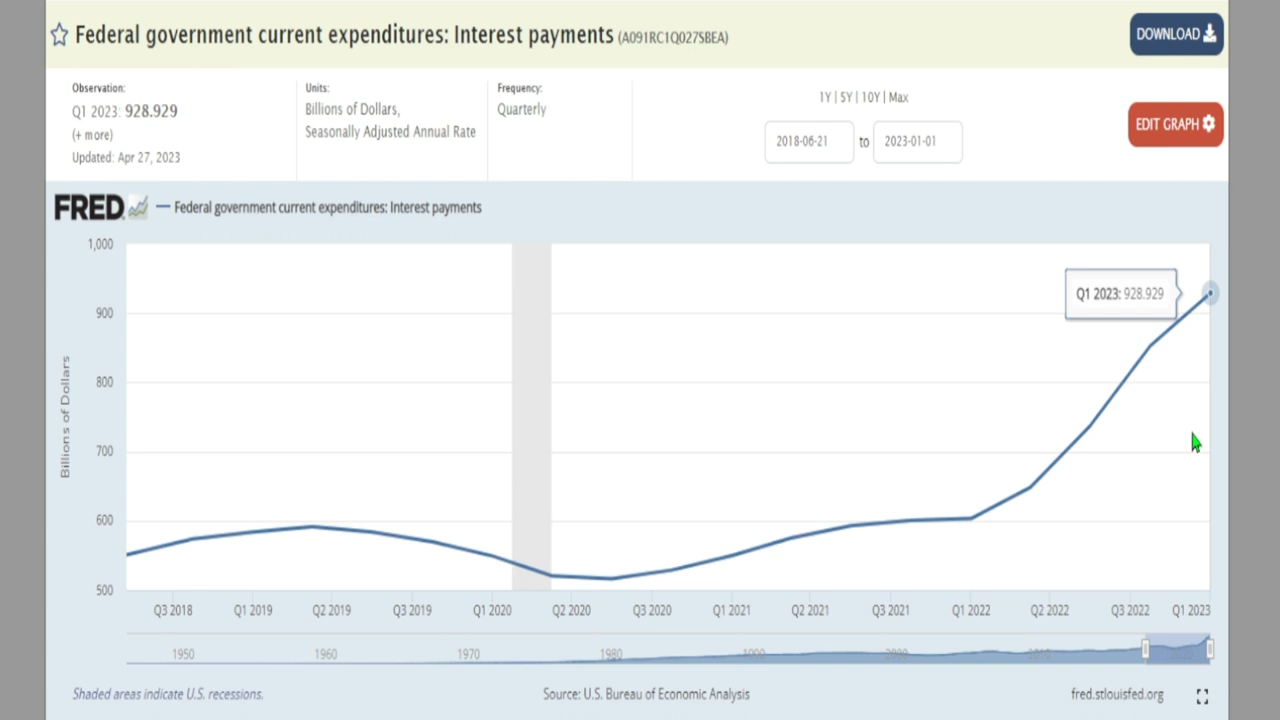 Federal government current expenditures: Interest payments (A091RC1Q027SBEA)
DOWNLOAD
Observation:
Q1 2023: 928.929
(+ more)
Updated: Apr 27, 2023
Units:
Billions of Dollars,
Seasonally Adjusted Annual Rate
Frequency:
Quarterly
1Y | 5Y | 10Y | Max
2018-06-21 to 2023-01-01
EDIT GRAPH
FRED
Federal government current expenditures: Interest payments
1,000
900
800
700
600
500
Billions of Dollars
Q1 2023: 928.929
Q3 2018 Q1 2019 Q2 2019 Q3 2019 Q1 2020 Q2 2020 Q3 2020 Q1 2021 Q2 2021 Q3 2021 Q1 2022 Q2 2022 Q3 2022 Q1 2023
1950 1960 1970 1980 1990 2000 2010
Shaded areas indicate U.S. recessions.
Source: U.S. Bureau of Economic Analysis
fred.stlouisfed.org